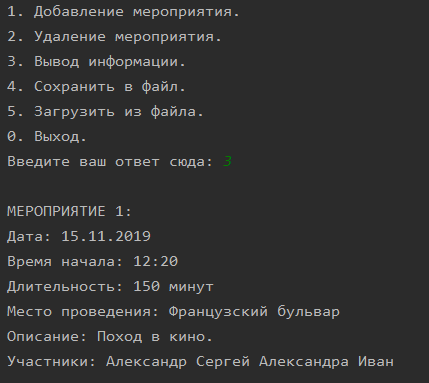 1. Добавление мероприятия.
2. Удаление мероприятия.
3. Вывод информации.
4. Сохранить в файл.
5. Загрузить из файла.
0. Выход.
Введите ваш ответ сюда: 3
МЕРОПРИЯТИЕ 1:
Дата: 15.11.2019
Время начала: 12:20
Длительность: 150 минут
Место проведения: Французский бульвар
Описание: Поход в кино.
Участники: Александр Сергей Александра Иван